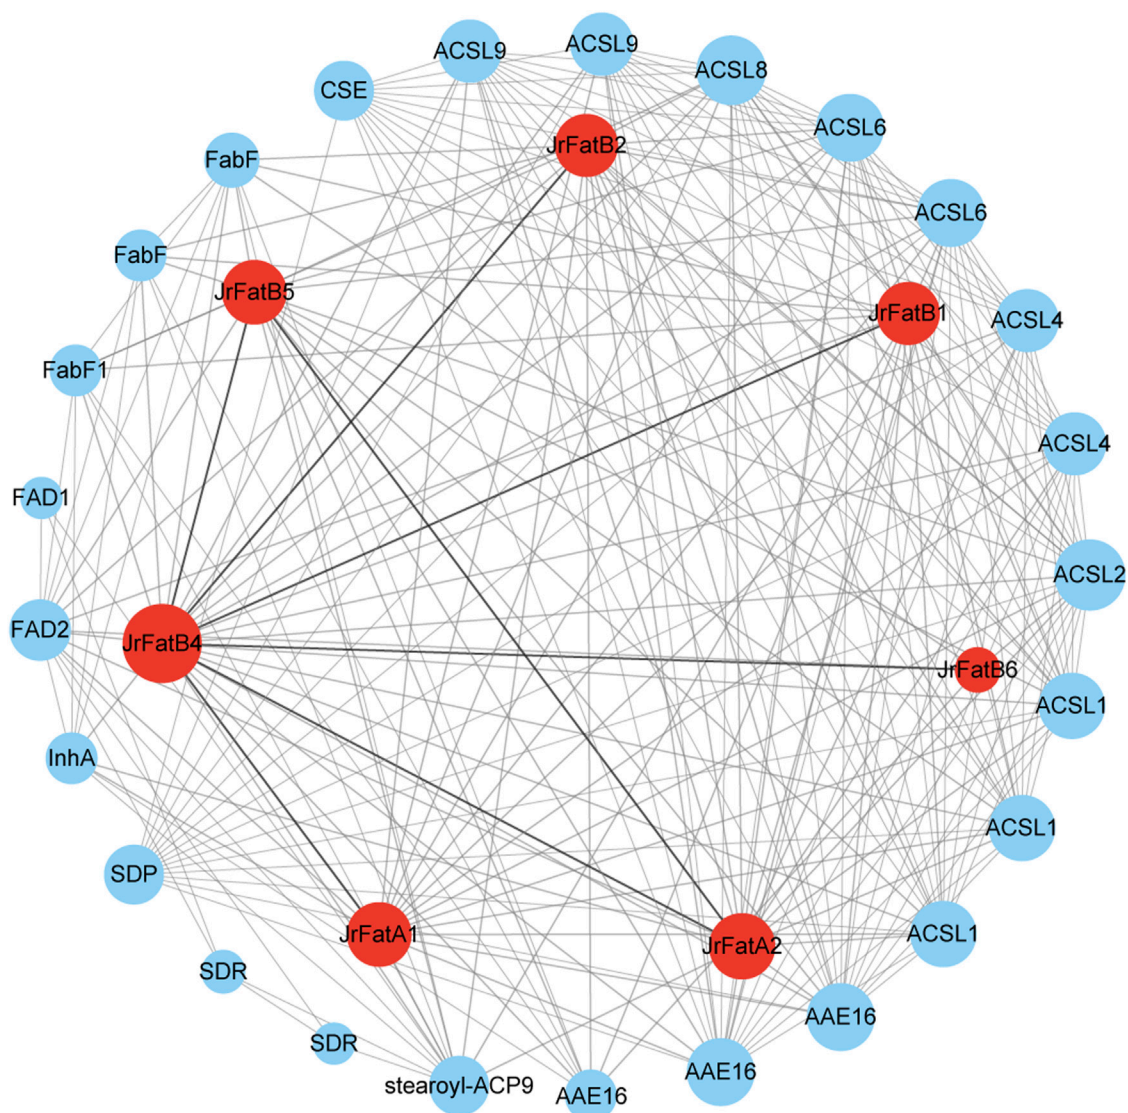 ACSL9
ACSL9
ACSL8
CSE
ACSL6
JrFatB2
FabF
ACSL6
FabF
JrFatB5
JrFatB1
ACSL4
FabF1
ACSL4
FAD1
ACSL2
FAD2
JrFatB4
JrFatB6
ACSL1
InhA
ACSL1
SDP
JrFatA1
JrFatA2
ACSL1
SDR
AAE16
SDR
AAE16
stearoyl-ACP9
AAE16